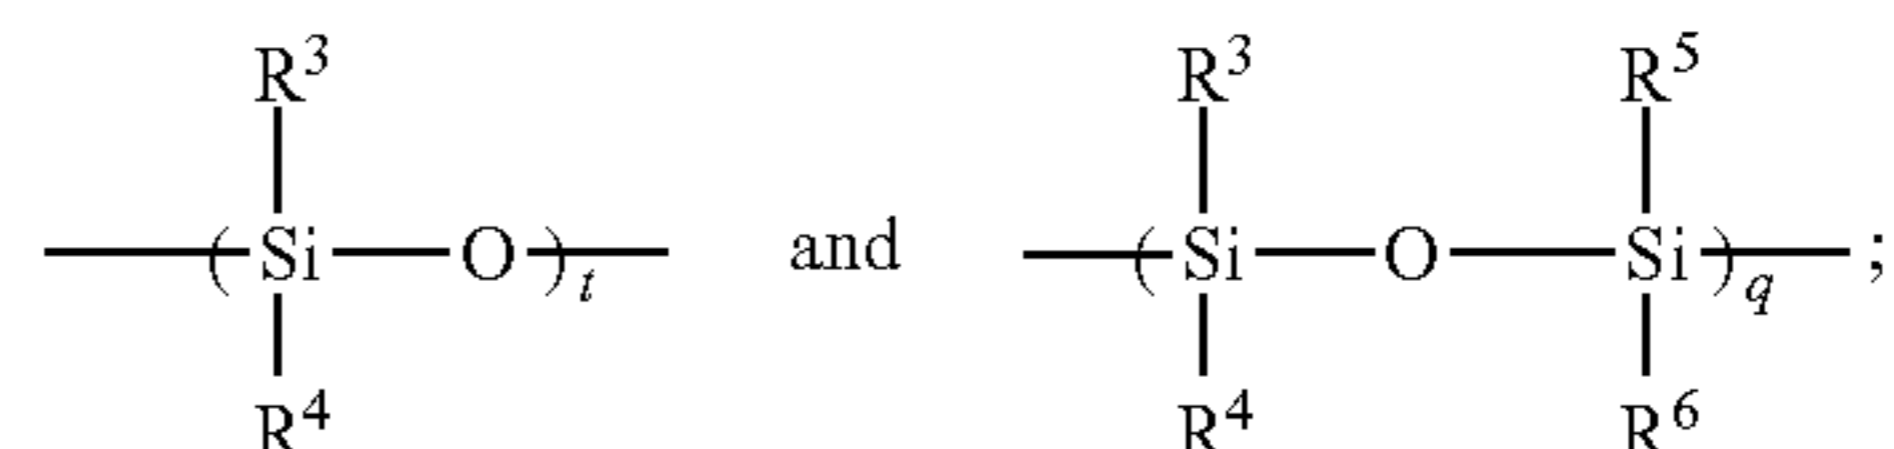 R³ R³ R⁵
( Si O )t and ( Si O Si )q ;
R⁴ R⁴ R⁶